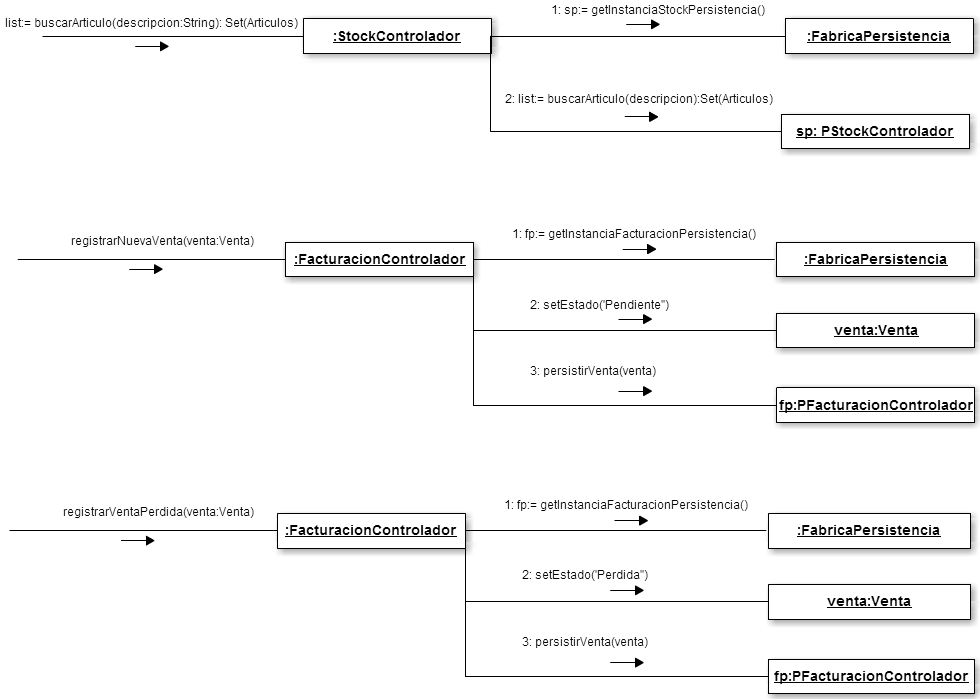 list:= buscarArticulo(descripcion:String): Set(Articulos)
:StockControlador
1: sp:= getInstanciaStockPersistencia()
:FabricaPersistencia
2: list:= buscarArticulo(descripcion):Set(Articulos)
sp: PStockControlador
registrarNuevaVenta(venta:Venta)
:FacturacionControlador
1: fp:= getInstanciaFacturacionPersistencia()
:FabricaPersistencia
2: setEstado('Pendiente")
venta:Venta
3: persistirVenta(venta)
fp:PFacturacionControlador
registrarVentaPerdida(venta:Venta)
:FacturacionControlador
1: fp:= getInstanciaFacturacionPersistencia()
:FabricaPersistencia
2: setEstado('Perdida")
venta:Venta
3: persistirVenta(venta)
fp:PFacturacionControlador